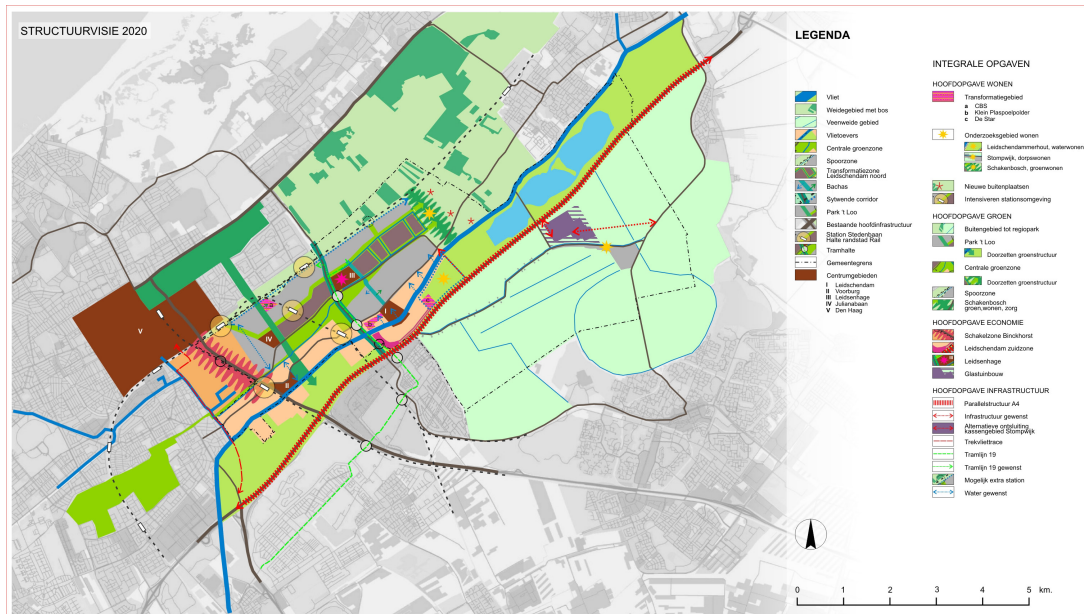 STRUCTUURVISIE 2020
V
III
I
IV
II
LEGENDA
Vliet
Weidegebied met bos
Veenweide gebied
Vlietoevers
Centrale groenzone
Spoorzone
Transformatiezone
Leidschendam noord
Bachas
Sytwende corridor
Park 't Loo
Bestaande hoofdinfrastructuur
Station Stedenbaan
Halte randstad Rail
Tramhalte
Gemeentegrens
Centrumgebieden
I Leidschendam
II Voorburg
III Leidsenhage
IV Julianabaan
V Den Haag
INTEGRALE OPGAVEN
HOOFDOPGAVE WONEN
Transformatiegebied
a CBS
b Klein Plaspoelpolder
c De Star
Onderzoeksgebied wonen
Leidschendammerhout, waterwonen
Stompwijk, dorpswonen
Schakenbosch, groenwonen
Nieuwe buitenplaatsen
Intensiveren stationsomgeving
HOOFDOPGAVE GROEN
Buitengebied tot regiopark
Park 't Loo
Doorzetten groenstructuur
Centrale groenzone
Doorzetten groenstructuur
Spoorzone
Schakenbosch
groen,wonen, zorg
HOOFDOPGAVE ECONOMIE
Schakelzone Binckhorst
Leidschendam zuidzone
Leidsenhage
Glastuinbouw
HOOFDOPGAVE INFRASTRUCTUUR
Parallelstructuur A4
Infrastructuur gewenst
Alternatieve ontsluiting
kassengebied Stompwijk
Trekvliettrace
Tramlijn 19
Tramlijn 19 gewenst
Mogelijk extra station
Water gewenst
0 1 2 3 4 5 km.